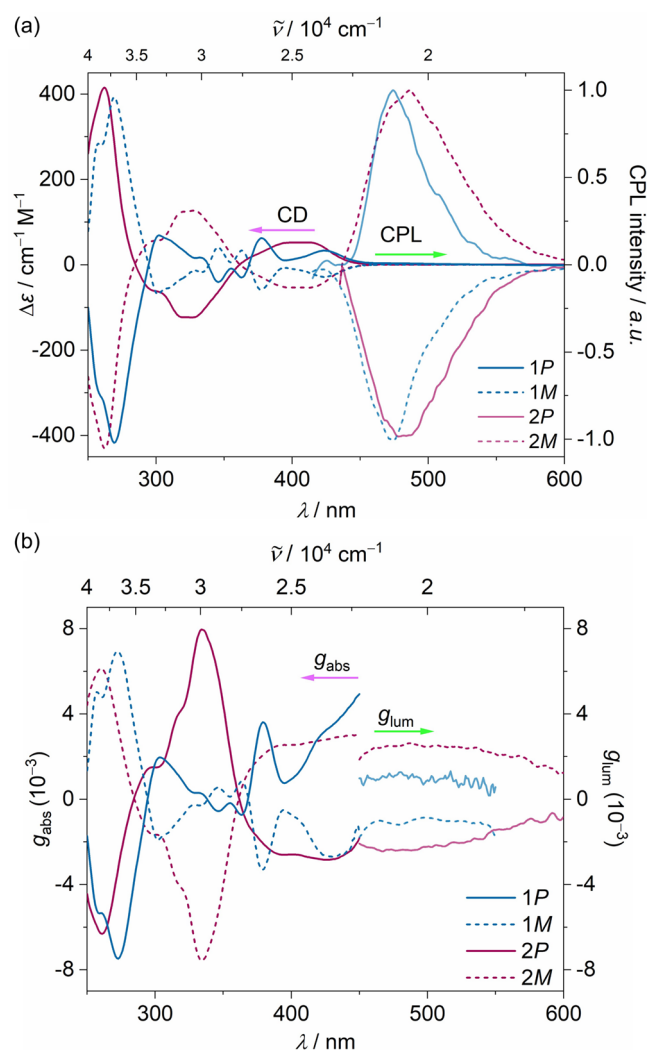 (a)
ṽ / 10⁴ cm⁻¹
4 3.5 3 2.5 2
400 200 0 -200 -400
Δε / cm⁻¹ M⁻¹
CD
CPL
1.0 0.5 0.0 -0.5 -1.0
CPL intensity / a.u.
1P
1M
2P
2M
300 400 500 600
λ / nm
(b)
ṽ / 10⁴ cm⁻¹
4 3.5 3 2.5 2
8 4 0 -4 -8
g_abs (10⁻³)
g_abs
g_lum
8 4 0 -4 -8
g_lum (10⁻³)
1P
1M
2P
2M
300 400 500 600
λ / nm